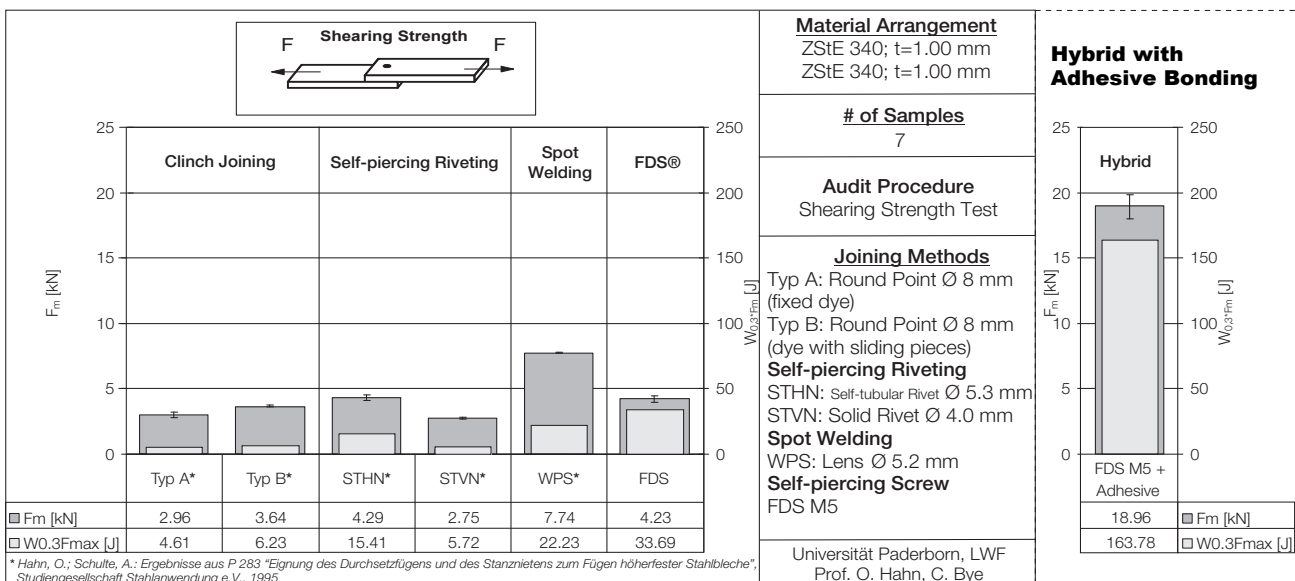 Shearing Strength
F F
25 250
Clinch Joining Self-piercing Riveting Spot Welding FDS®
20 200
15 150
10 100
5 50
0 0
Fm [kN]
W0,3*Fm [J]
Typ A* Typ B* STHN* STVN* WPS* FDS
Fm [kN] 2.96 3.64 4.29 2.75 7.74 4.23
W0.3Fmax [J] 4.61 6.23 15.41 5.72 22.23 33.69
* Hahn, O.; Schulte, A.: Ergebnisse aus P 283 "Eignung des Durchsetzfügens und des Stanznietens zum Fügen höherfester Stahlbleche",
Studiengesellschaft Stahlanwendung e.V., 1995
Material Arrangement
ZStE 340; t=1.00 mm
ZStE 340; t=1.00 mm
# of Samples
7
Audit Procedure
Shearing Strength Test
Joining Methods
Typ A: Round Point Ø 8 mm
(fixed dye)
Typ B: Round Point Ø 8 mm
(dye with sliding pieces)
Self-piercing Riveting
STHN: Self-tubular Rivet Ø 5.3 mm
STVN: Solid Rivet Ø 4.0 mm
Spot Welding
WPS: Lens Ø 5.2 mm
Self-piercing Screw
FDS M5
Universität Paderborn, LWF
Prof. O. Hahn, C. Bye
Hybrid with
Adhesive Bonding
25 250
Hybrid
20 200
15 150
10 100
5 50
0 0
Fm [kN]
W0,3*Fm [J]
FDS M5 +
Adhesive
18.96 Fm [kN]
163.78 W0.3Fmax [J]